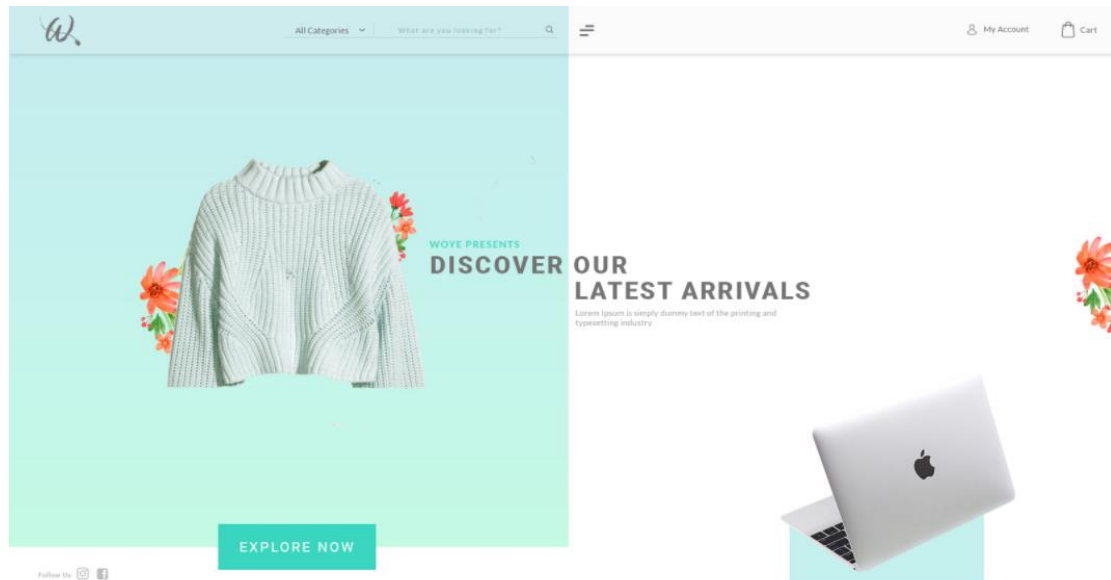 W
All Categories
What are you looking for?
My Account
Cart
WOYE PRESENTS
DISCOVER OUR
LATEST ARRIVALS
Lorem Ipsum is simply dummy text of the printing and
typesetting industry.
EXPLORE NOW
Follow Us